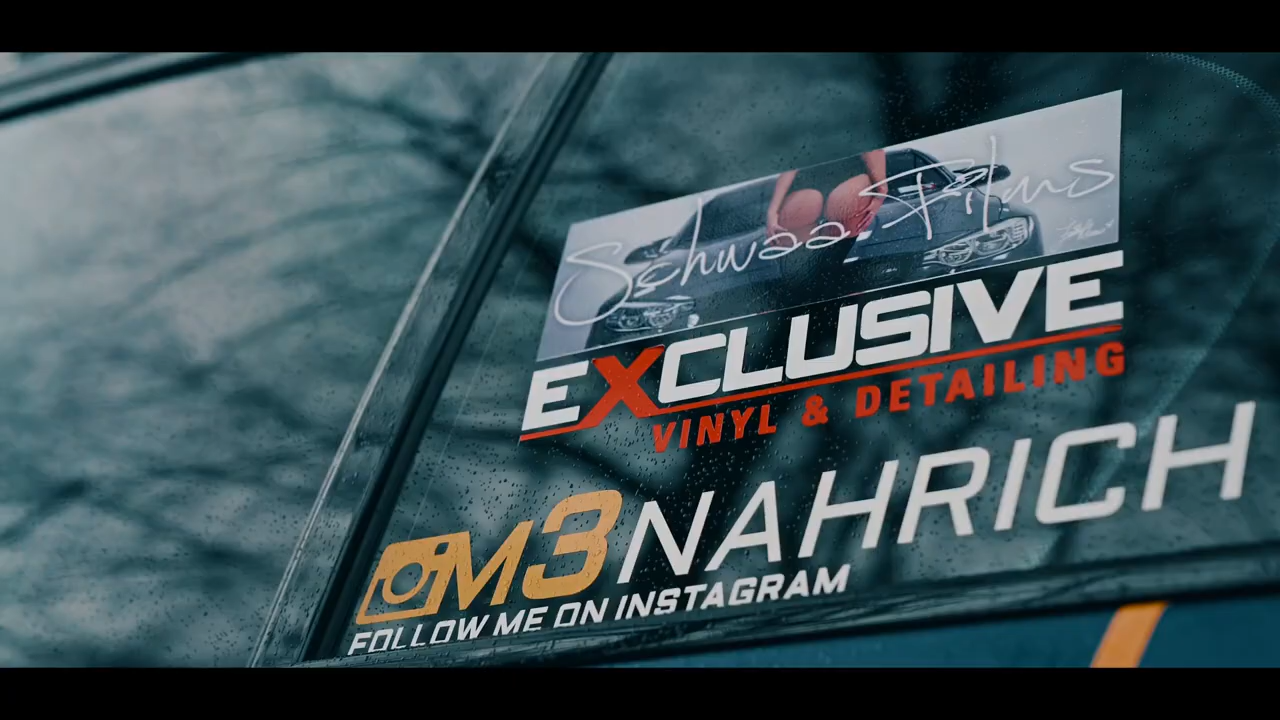 Schwaa Films
EXCLUSIVE
VINYL & DETAILING
M3NAHRICH
FOLLOW ME ON INSTAGRAM